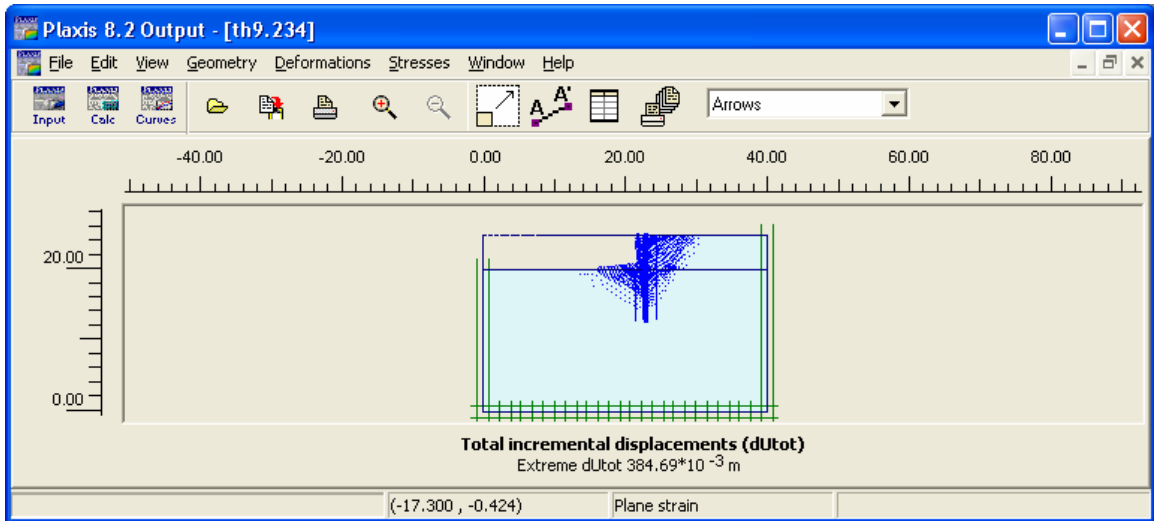 Plaxis 8.2 Output - [th9.234]
File Edit View Geometry Deformations Stresses Window Help
Input Calc Curves A A' Arrows
-40.00 -20.00 0.00 20.00 40.00 60.00 80.00
20.00
0.00
Total incremental displacements (dUtot)
Extreme dUtot 384.69*10 -3 m
(-17.300 , -0.424) Plane strain